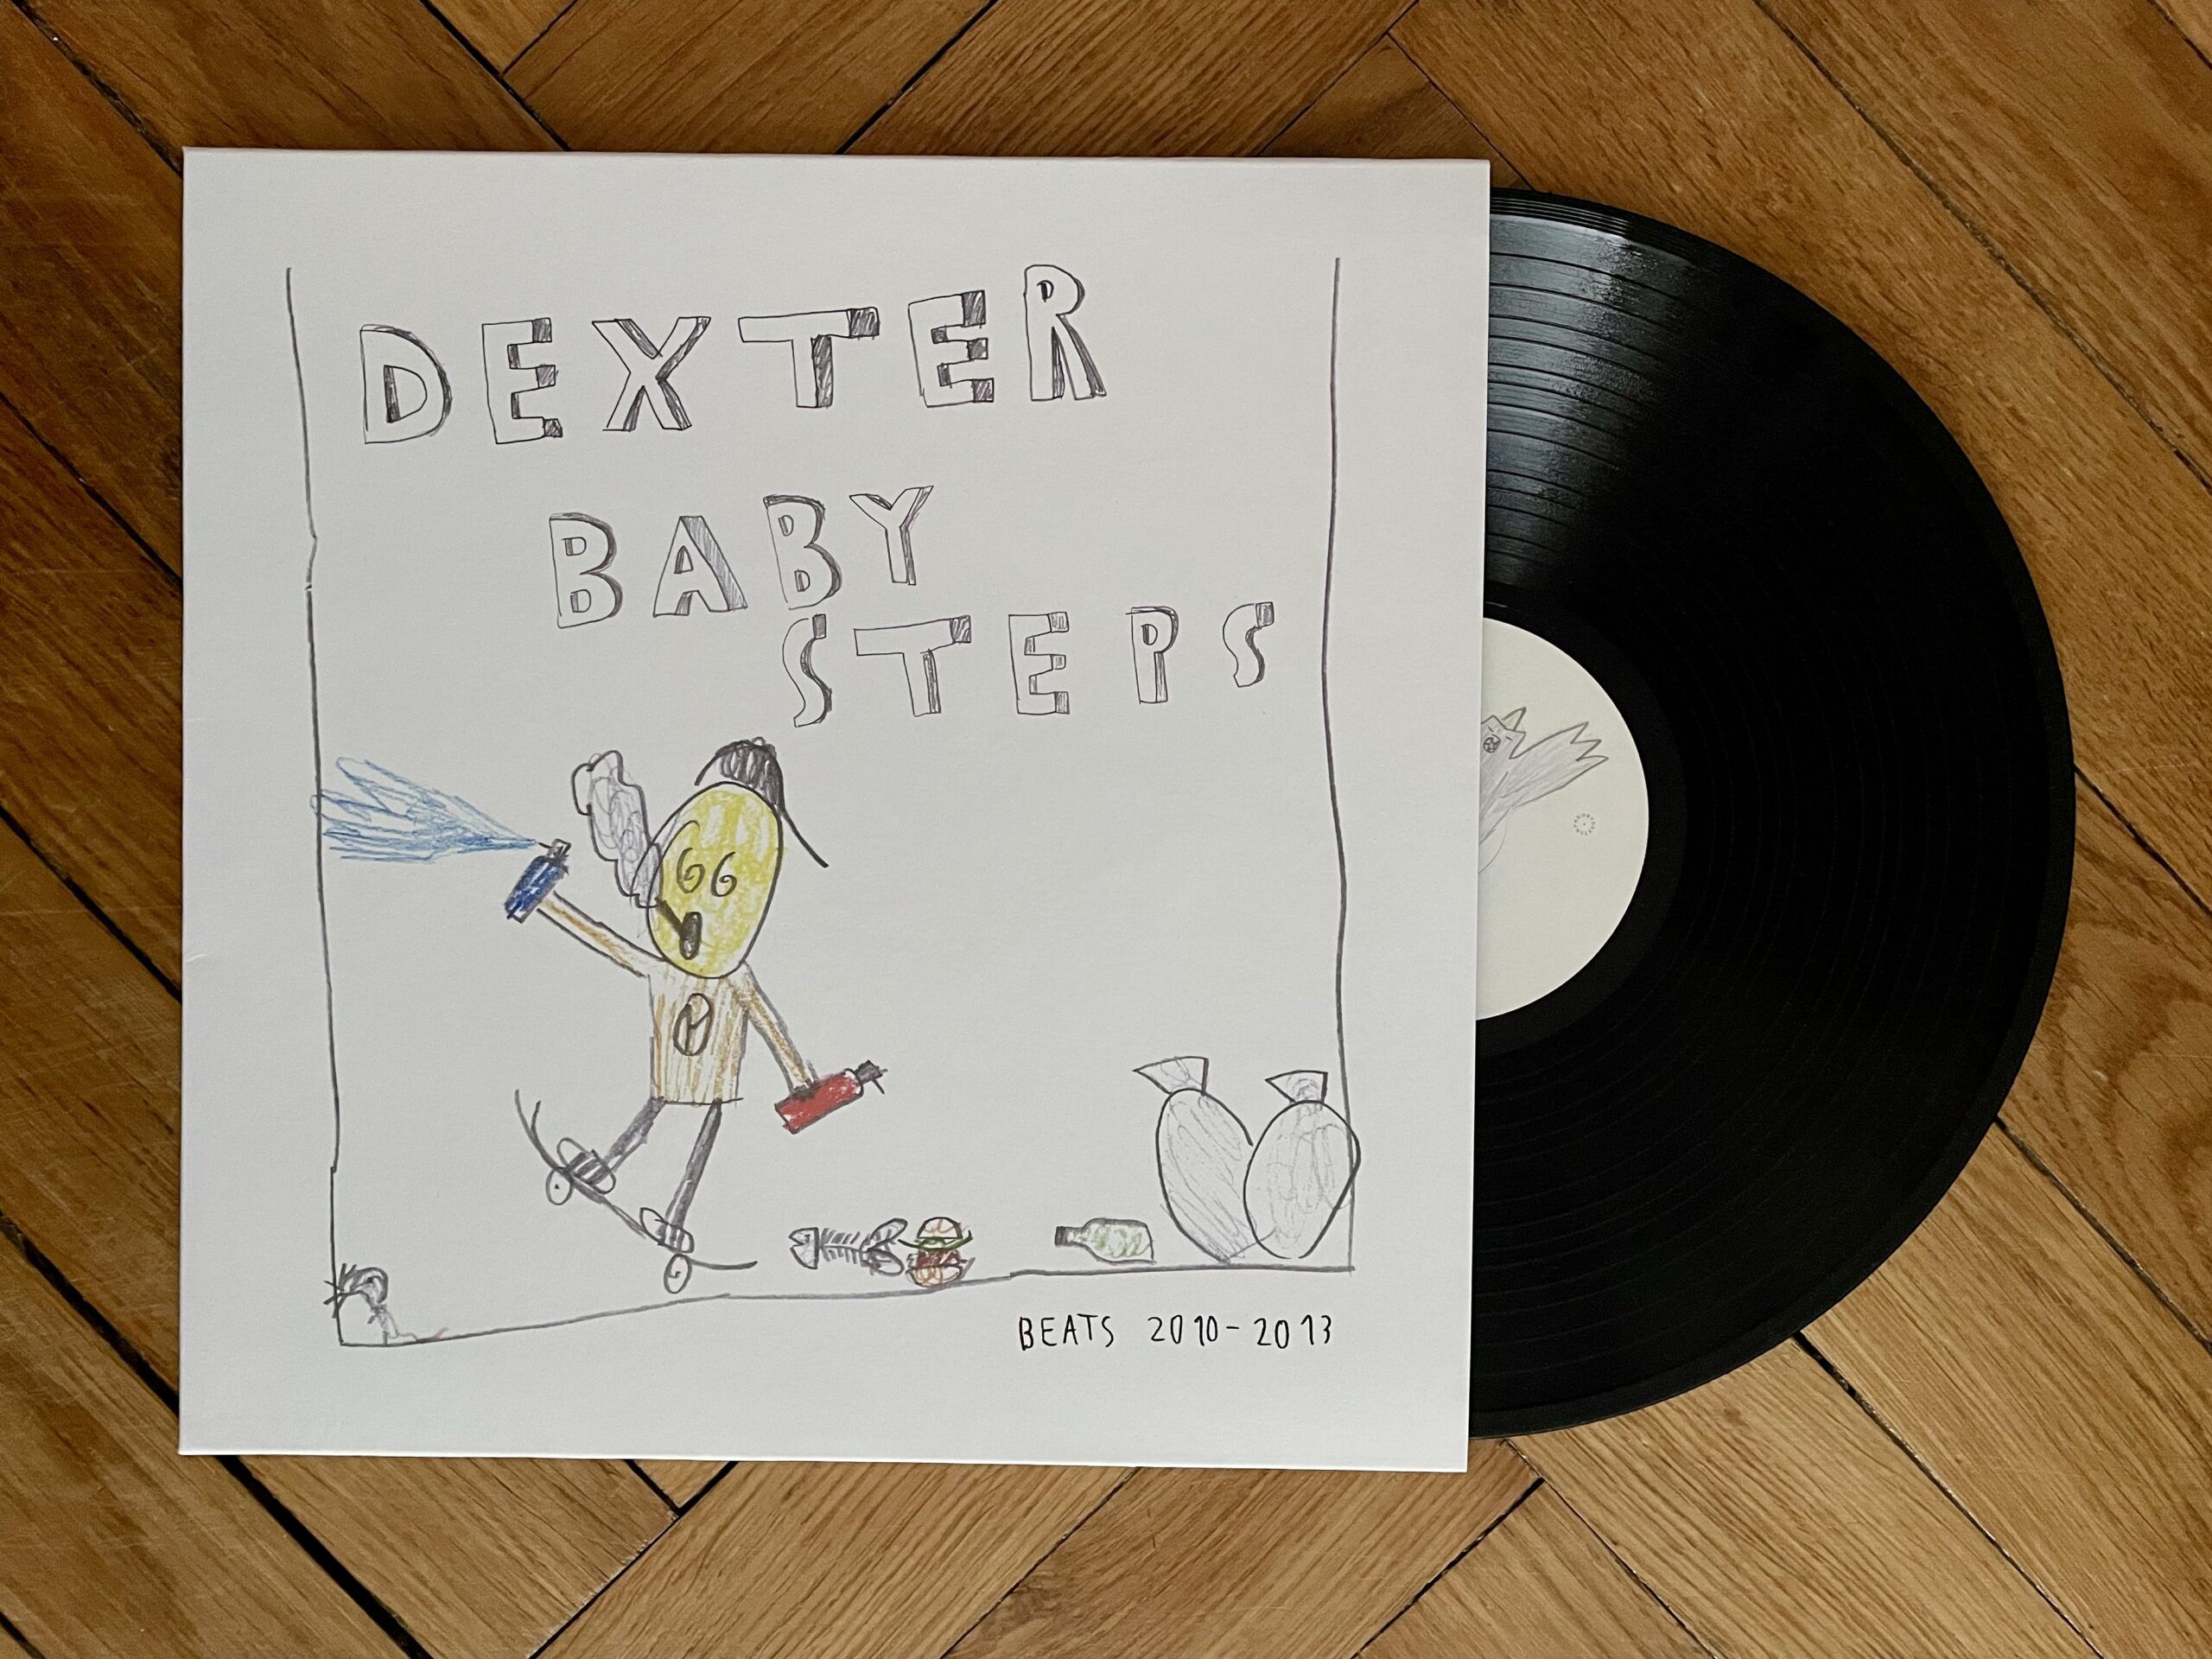 DEXTER
BABY
STEPS
BEATS 2010-2013